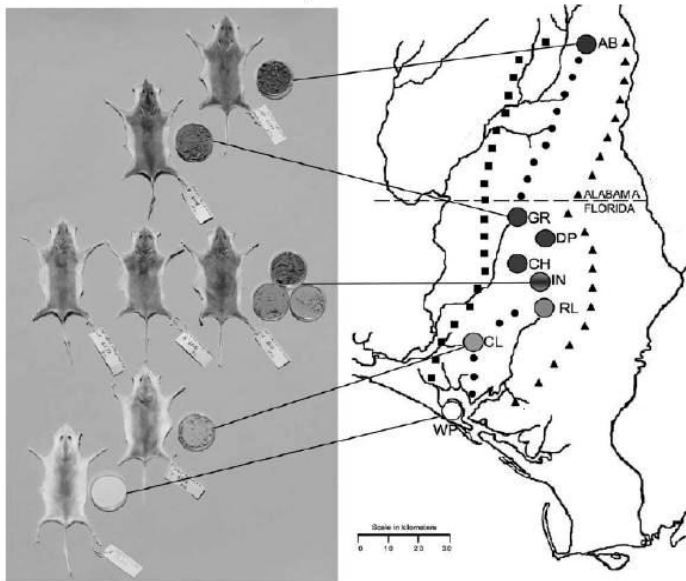 AB
ALABAMA
FLORIDA
GR
DP
CH
IN
RL
CL
WP
Scale in kilometers
0 10 20 30